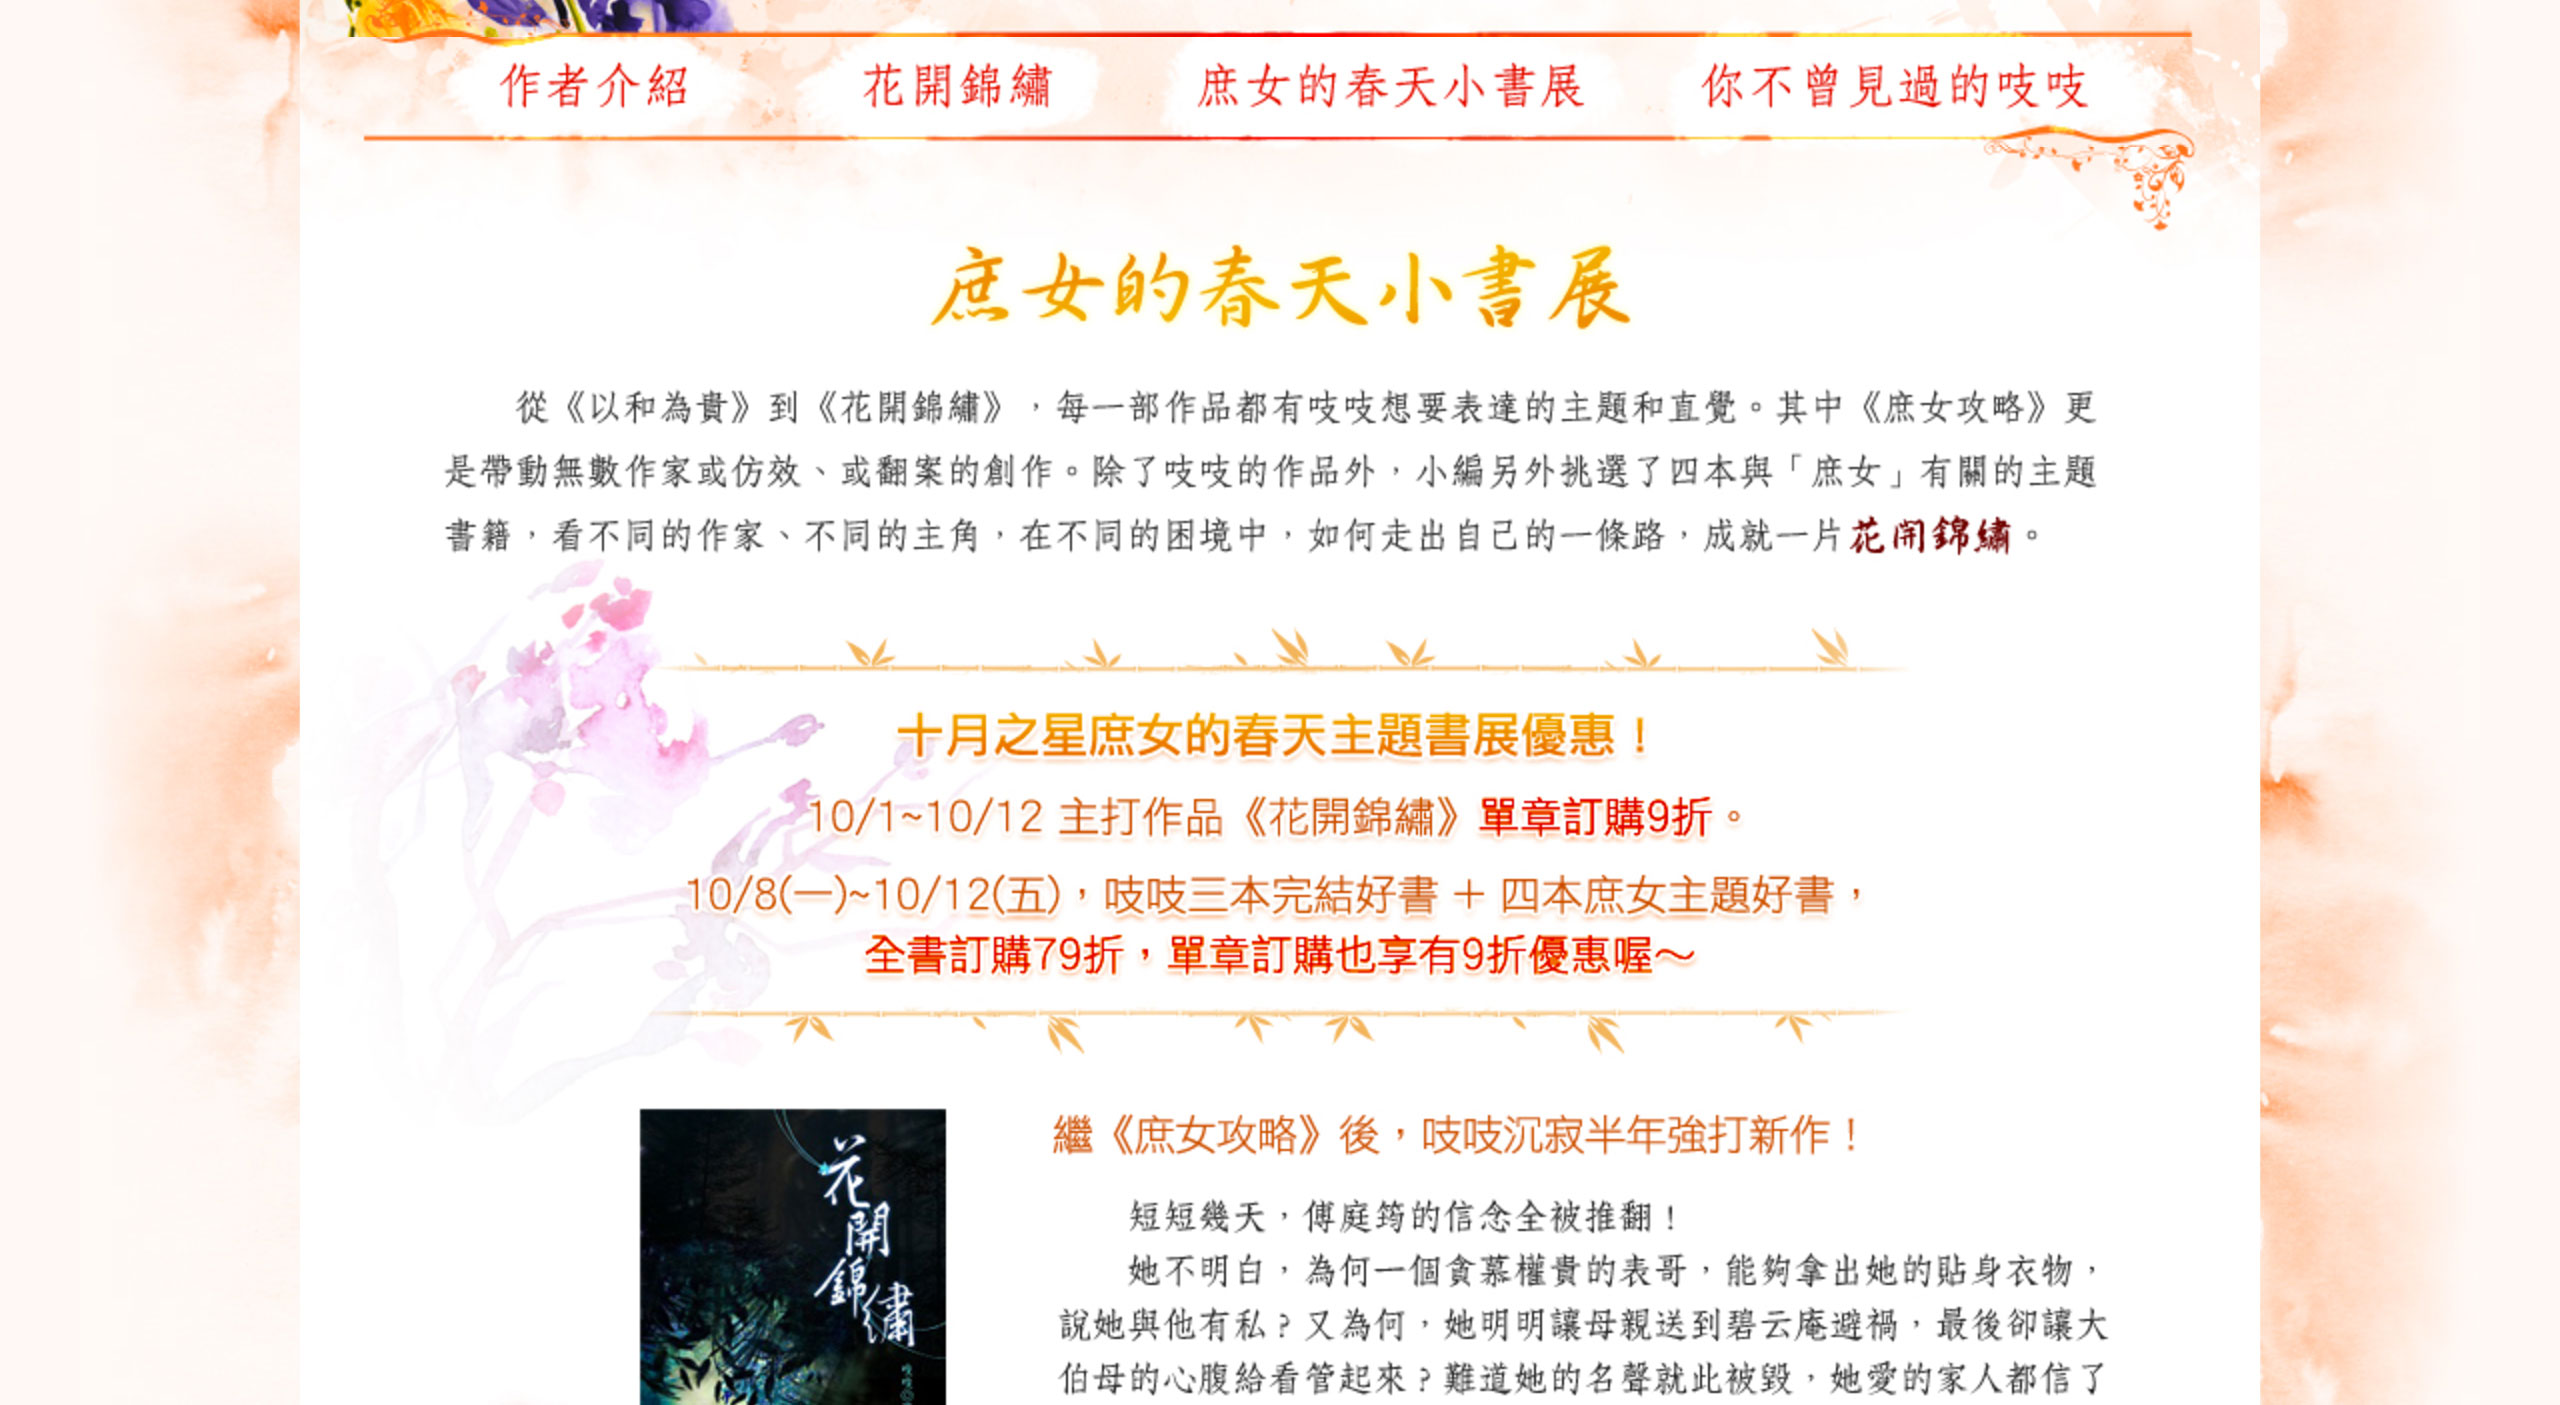 作者介紹 花開錦繡 庶女的春天小書展 你不曾見過的吱吱
庶女的春天小書展
從《以和為貴》到《花開錦繡》，每一部作品都有吱吱想要表達的主題和直覺。其中《庶女攻略》更
是帶動無數作家或仿效、或翻案的創作。除了吱吱的作品外，小編另外挑選了四本與「庶女」有關的主題
書籍，看不同的作家、不同的主角，在不同的困境中，如何走出自己的一條路，成就一片花開錦繡。
十月之星庶女的春天主題書展優惠！
10/1~10/12 主打作品《花開錦繡》單章訂購9折。
10/8(一)~10/12(五)，吱吱三本完結好書＋四本庶女主題好書，
全書訂購79折，單章訂購也享有9折優惠喔～
花開錦繡
繼《庶女攻略》後，吱吱沉寂半年強打新作！
短短幾天，傅庭筠的信念全被推翻！
她不明白，為何一個貪慕權貴的表哥，能夠拿出她的貼身衣物，
說她與他有私？又為何，她明明讓母親送到碧云庵避禍，最後卻讓大
伯母的心腹給看管起來？難道她的名聲就此被毀，她愛的家人都信了